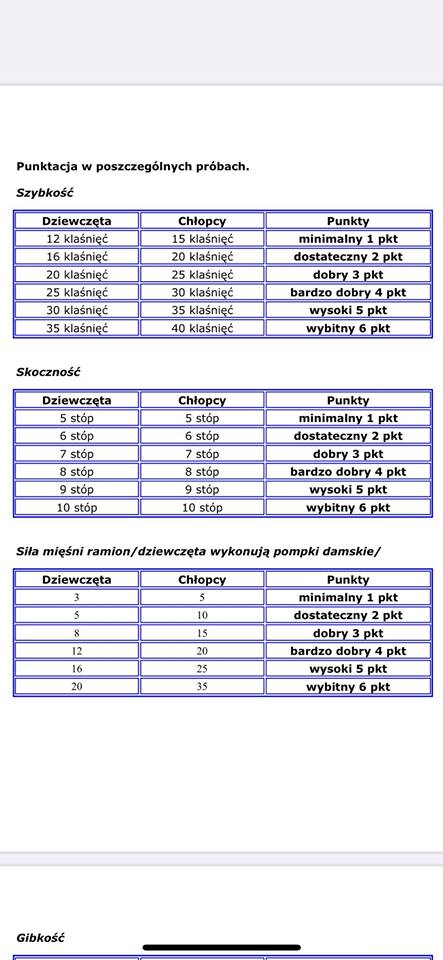 Punktacja w poszczególnych próbach.
Szybkość
Dziewczęta Chłopcy Punkty
12 klaśnięć 15 klaśnięć minimalny 1 pkt
16 klaśnięć 20 klaśnięć dostateczny 2 pkt
20 klaśnięć 25 klaśnięć dobry 3 pkt
25 klaśnięć 30 klaśnięć bardzo dobry 4 pkt
30 klaśnięć 35 klaśnięć wysoki 5 pkt
35 klaśnięć 40 klaśnięć wybitny 6 pkt
Skoczność
Dziewczęta Chłopcy Punkty
5 stóp 5 stóp minimalny 1 pkt
6 stóp 6 stóp dostateczny 2 pkt
7 stóp 7 stóp dobry 3 pkt
8 stóp 8 stóp bardzo dobry 4 pkt
9 stóp 9 stóp wysoki 5 pkt
10 stóp 10 stóp wybitny 6 pkt
Siła mięśni ramion/dziewczęta wykonują pompki damskie/
Dziewczęta Chłopcy Punkty
3 5 minimalny 1 pkt
5 10 dostateczny 2 pkt
8 15 dobry 3 pkt
12 20 bardzo dobry 4 pkt
16 25 wysoki 5 pkt
20 35 wybitny 6 pkt
Gibkość